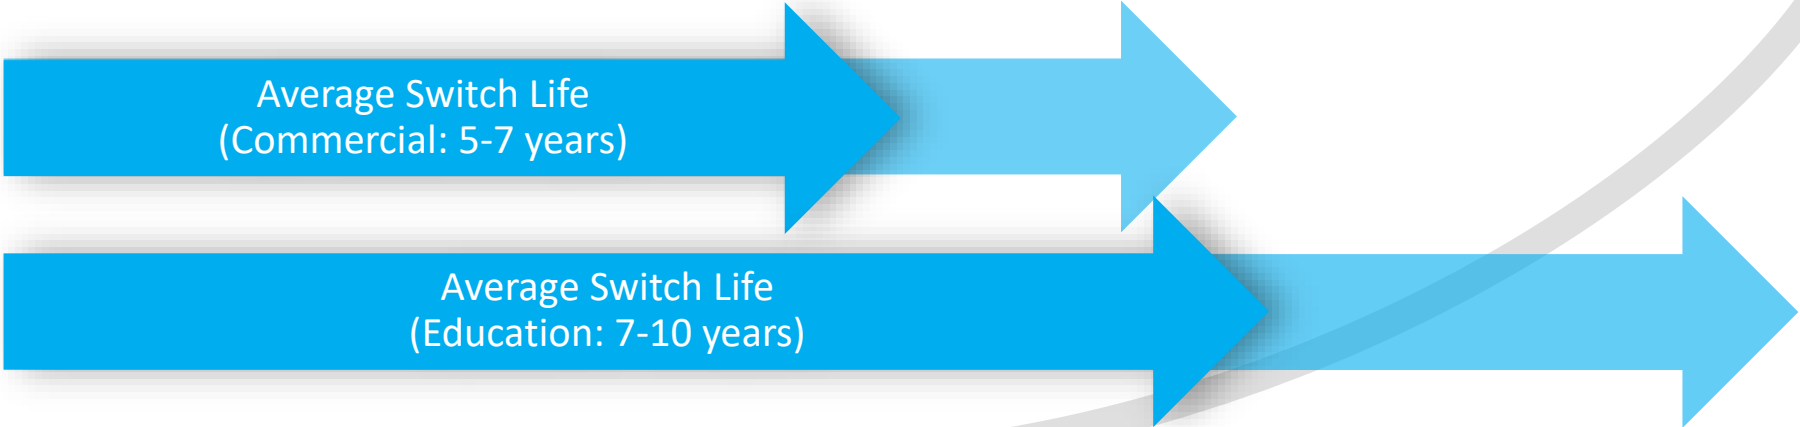 Average Switch Life
(Commercial: 5-7 years)
Average Switch Life
(Education: 7-10 years)